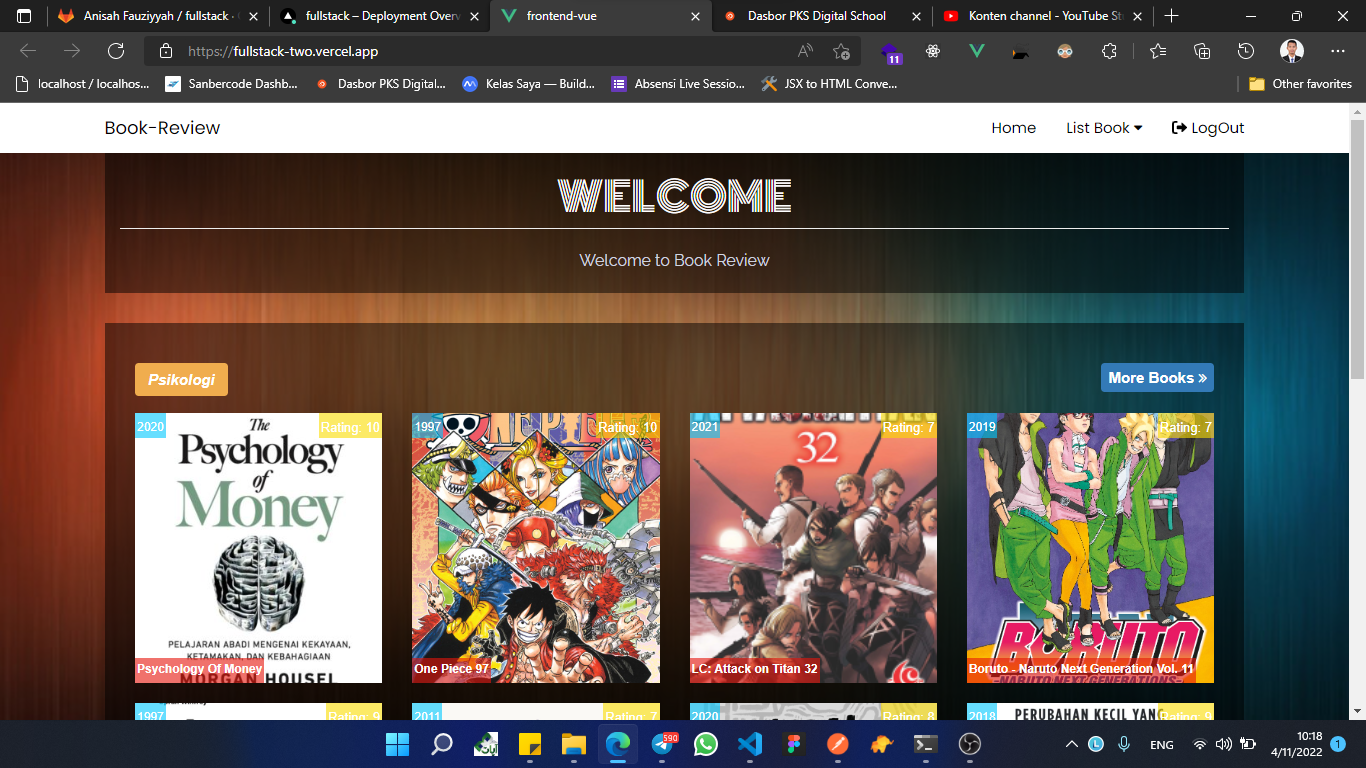 Anisah Fauziyyah / fullstack ·
fullstack – Deployment Overv
frontend-vue
Dasbor PKS Digital School
Konten channel - YouTube St
https://fullstack-two.vercel.app
11
localhost / localhos...
Sanbercode Dashb...
Dasbor PKS Digital...
Kelas Saya — Build...
Absensi Live Sessio...
JSX to HTML Conve...
Other favorites
Book-Review
Home
List Book
LogOut
WELCOME
Welcome to Book Review
Psikologi
More Books »
2020
Rating: 10
The
Psychology
of
Money
PELAJARAN ABADI MENGENAI KEKAYAAN,
KETAMAKAN, DAN KEBAHAGIAAN
Psychology Of Money
MORGAN HOUSEL
1997
Rating: 10
One Piece 97
2021
Rating: 7
32
LC: Attack on Titan 32
2019
Rating: 7
BORUTO
Boruto - Naruto Next Generation Vol. 11
-NARUTO NEXT GENERATIONS-
1997
Rating: 9
2011
Rating: 7
2020
Rating: 8
2018
Rating: 9
PERUBAHAN KECIL YANG
590
ENG
10:18
4/11/2022
1